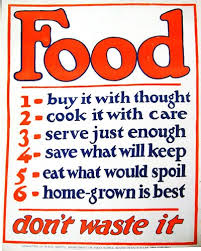 Food
1- buy it with thought
2- cook it with care
3- serve just enough
4- save what will keep
5- eat what would spoil
6- home-grown is best
don't waste it